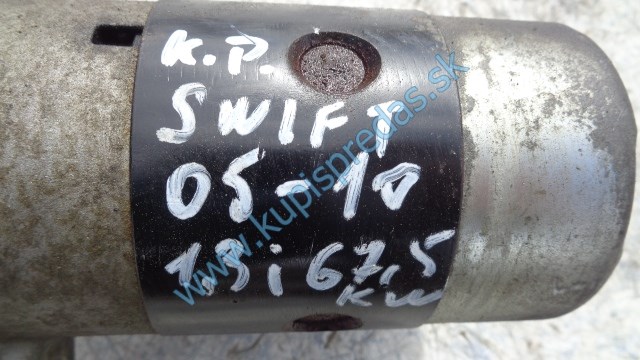 K.P.
SWIFT
05-10
1.3i 67,5
KW
www.kupispredas.sk